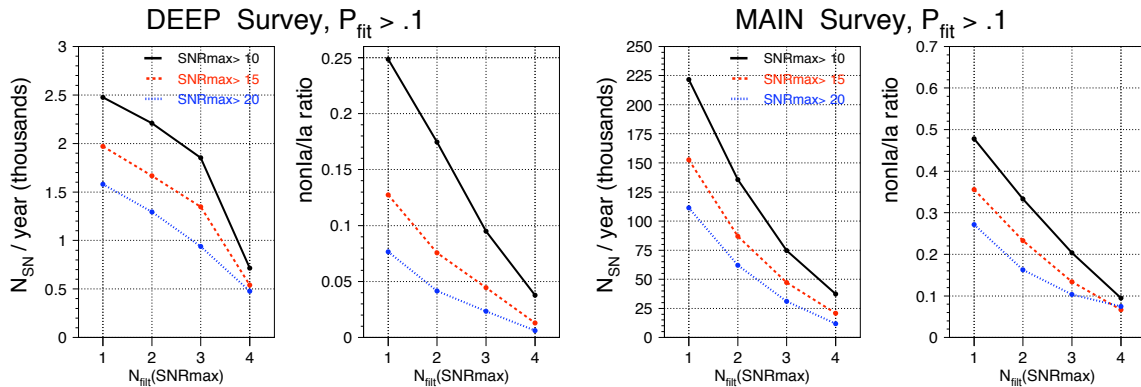 DEEP Survey, P_fit > .1
MAIN Survey, P_fit > .1
N_SN / year (thousands)
3
2.5
2
1.5
1
0.5
0
SNRmax> 10
SNRmax> 15
SNRmax> 20
1 2 3 4
N_filt(SNRmax)
nonIa/Ia ratio
0.25
0.2
0.15
0.1
0.05
0
1 2 3 4
N_filt(SNRmax)
N_SN / year (thousands)
250
225
200
175
150
125
100
75
50
25
0
SNRmax> 10
SNRmax> 15
SNRmax> 20
1 2 3 4
N_filt(SNRmax)
nonIa/Ia ratio
0.7
0.6
0.5
0.4
0.3
0.2
0.1
0
1 2 3 4
N_filt(SNRmax)